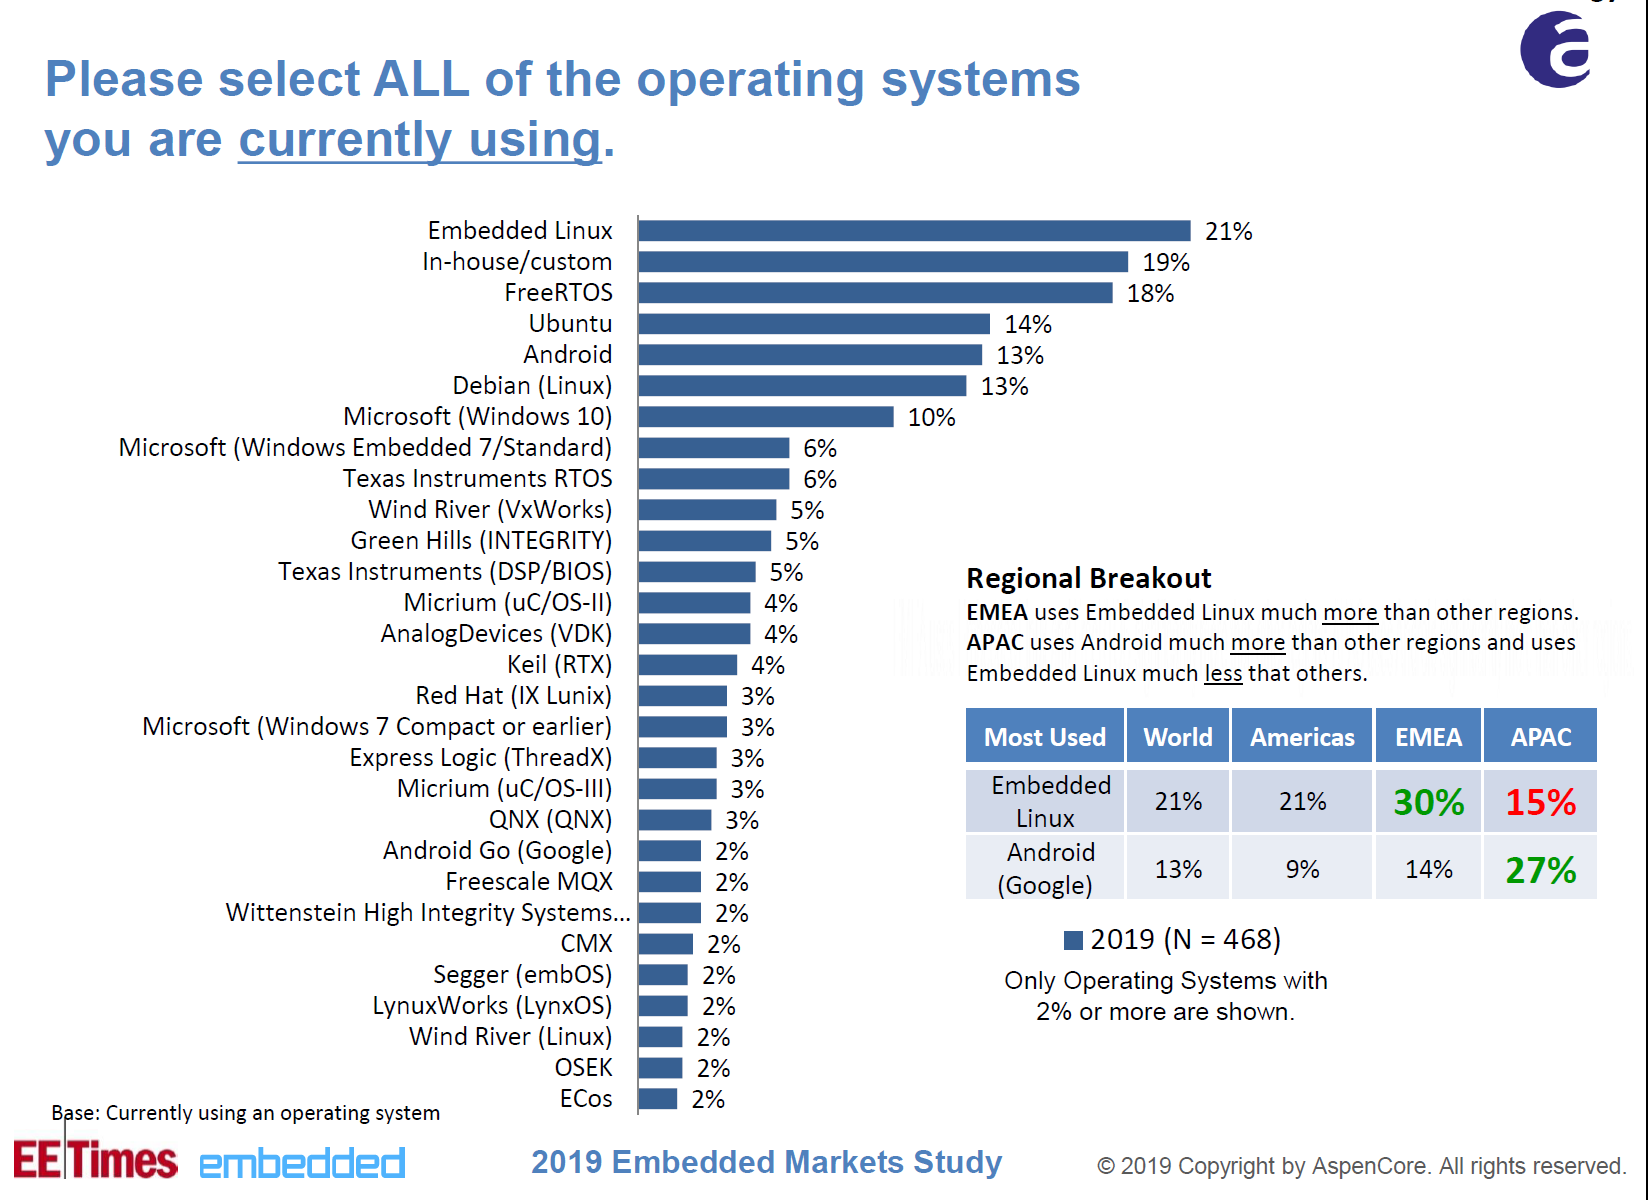 Please select ALL of the operating systems
you are currently using.
Embedded Linux 21%
In-house/custom 19%
FreeRTOS 18%
Ubuntu 14%
Android 13%
Debian (Linux) 13%
Microsoft (Windows 10) 10%
Microsoft (Windows Embedded 7/Standard) 6%
Texas Instruments RTOS 6%
Wind River (VxWorks) 5%
Green Hills (INTEGRITY) 5%
Texas Instruments (DSP/BIOS) 5%
Micrium (uC/OS-II) 4%
AnalogDevices (VDK) 4%
Keil (RTX) 4%
Red Hat (IX Lunix) 3%
Microsoft (Windows 7 Compact or earlier) 3%
Express Logic (ThreadX) 3%
Micrium (uC/OS-III) 3%
QNX (QNX) 3%
Android Go (Google) 2%
Freescale MQX 2%
Wittenstein High Integrity Systems... 2%
CMX 2%
Segger (embOS) 2%
LynuxWorks (LynxOS) 2%
Wind River (Linux) 2%
OSEK 2%
ECos 2%
Regional Breakout
EMEA uses Embedded Linux much more than other regions.
APAC uses Android much more than other regions and uses
Embedded Linux much less that others.
Most Used World Americas EMEA APAC
Embedded
Linux 21% 21% 30% 15%
Android
(Google) 13% 9% 14% 27%
2019 (N = 468)
Only Operating Systems with
2% or more are shown.
Base: Currently using an operating system
EETimes embedded 2019 Embedded Markets Study © 2019 Copyright by AspenCore. All rights reserved.
a